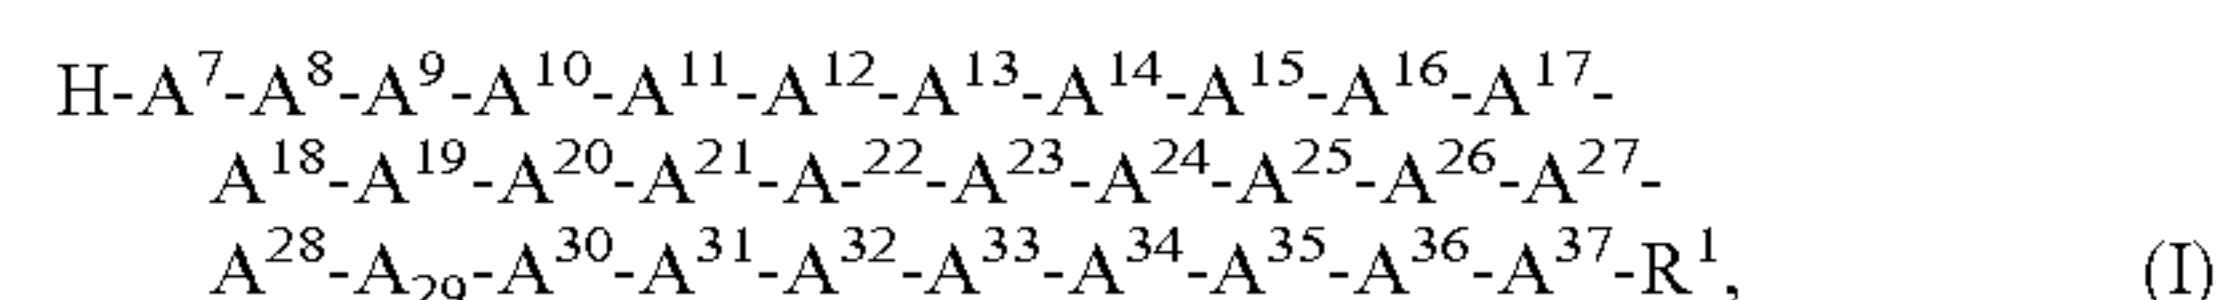 H-A⁷-A⁸-A⁹-A¹⁰-A¹¹-A¹²-A¹³-A¹⁴-A¹⁵-A¹⁶-A¹⁷-
A¹⁸-A¹⁹-A²⁰-A²¹-A-²²-A²³-A²⁴-A²⁵-A²⁶-A²⁷-
A²⁸-A₂₉-A³⁰-A³¹-A³²-A³³-A³⁴-A³⁵-A³⁶-A³⁷-R¹, (I)